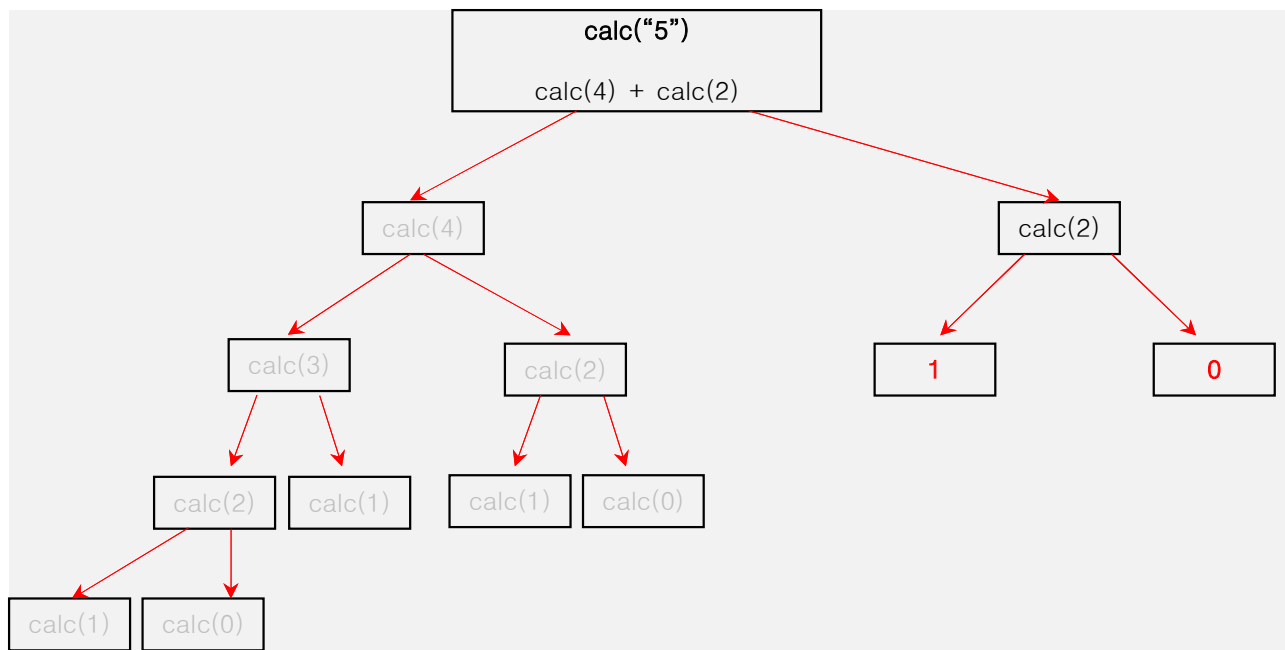 calc(“5”)
calc(4) + calc(2)
calc(4)
calc(2)
calc(3)
calc(2)
1
0
calc(2)
calc(1)
calc(1)
calc(0)
calc(1)
calc(0)